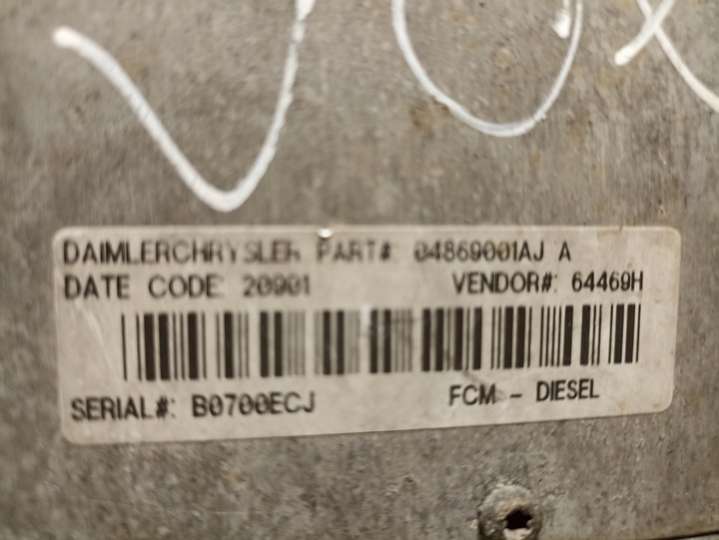 DAIMLERCHRYSLER PART#: 04869001AJ A
DATE CODE: 20901 VENDOR#: 64469H
SERIAL#: B0700ECJ FCM - DIESEL